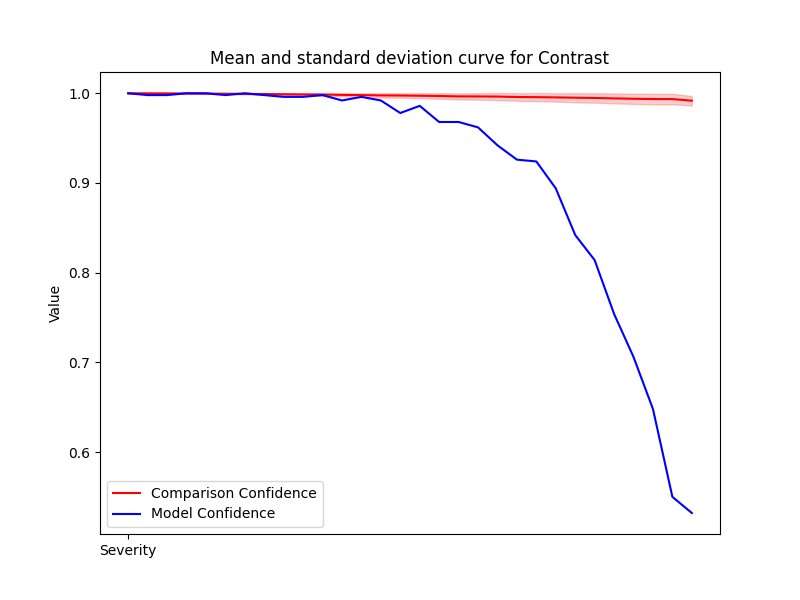 Mean and standard deviation curve for Contrast
1.0
0.9
0.8
0.7
0.6
Value
Comparison Confidence
Model Confidence
Severity